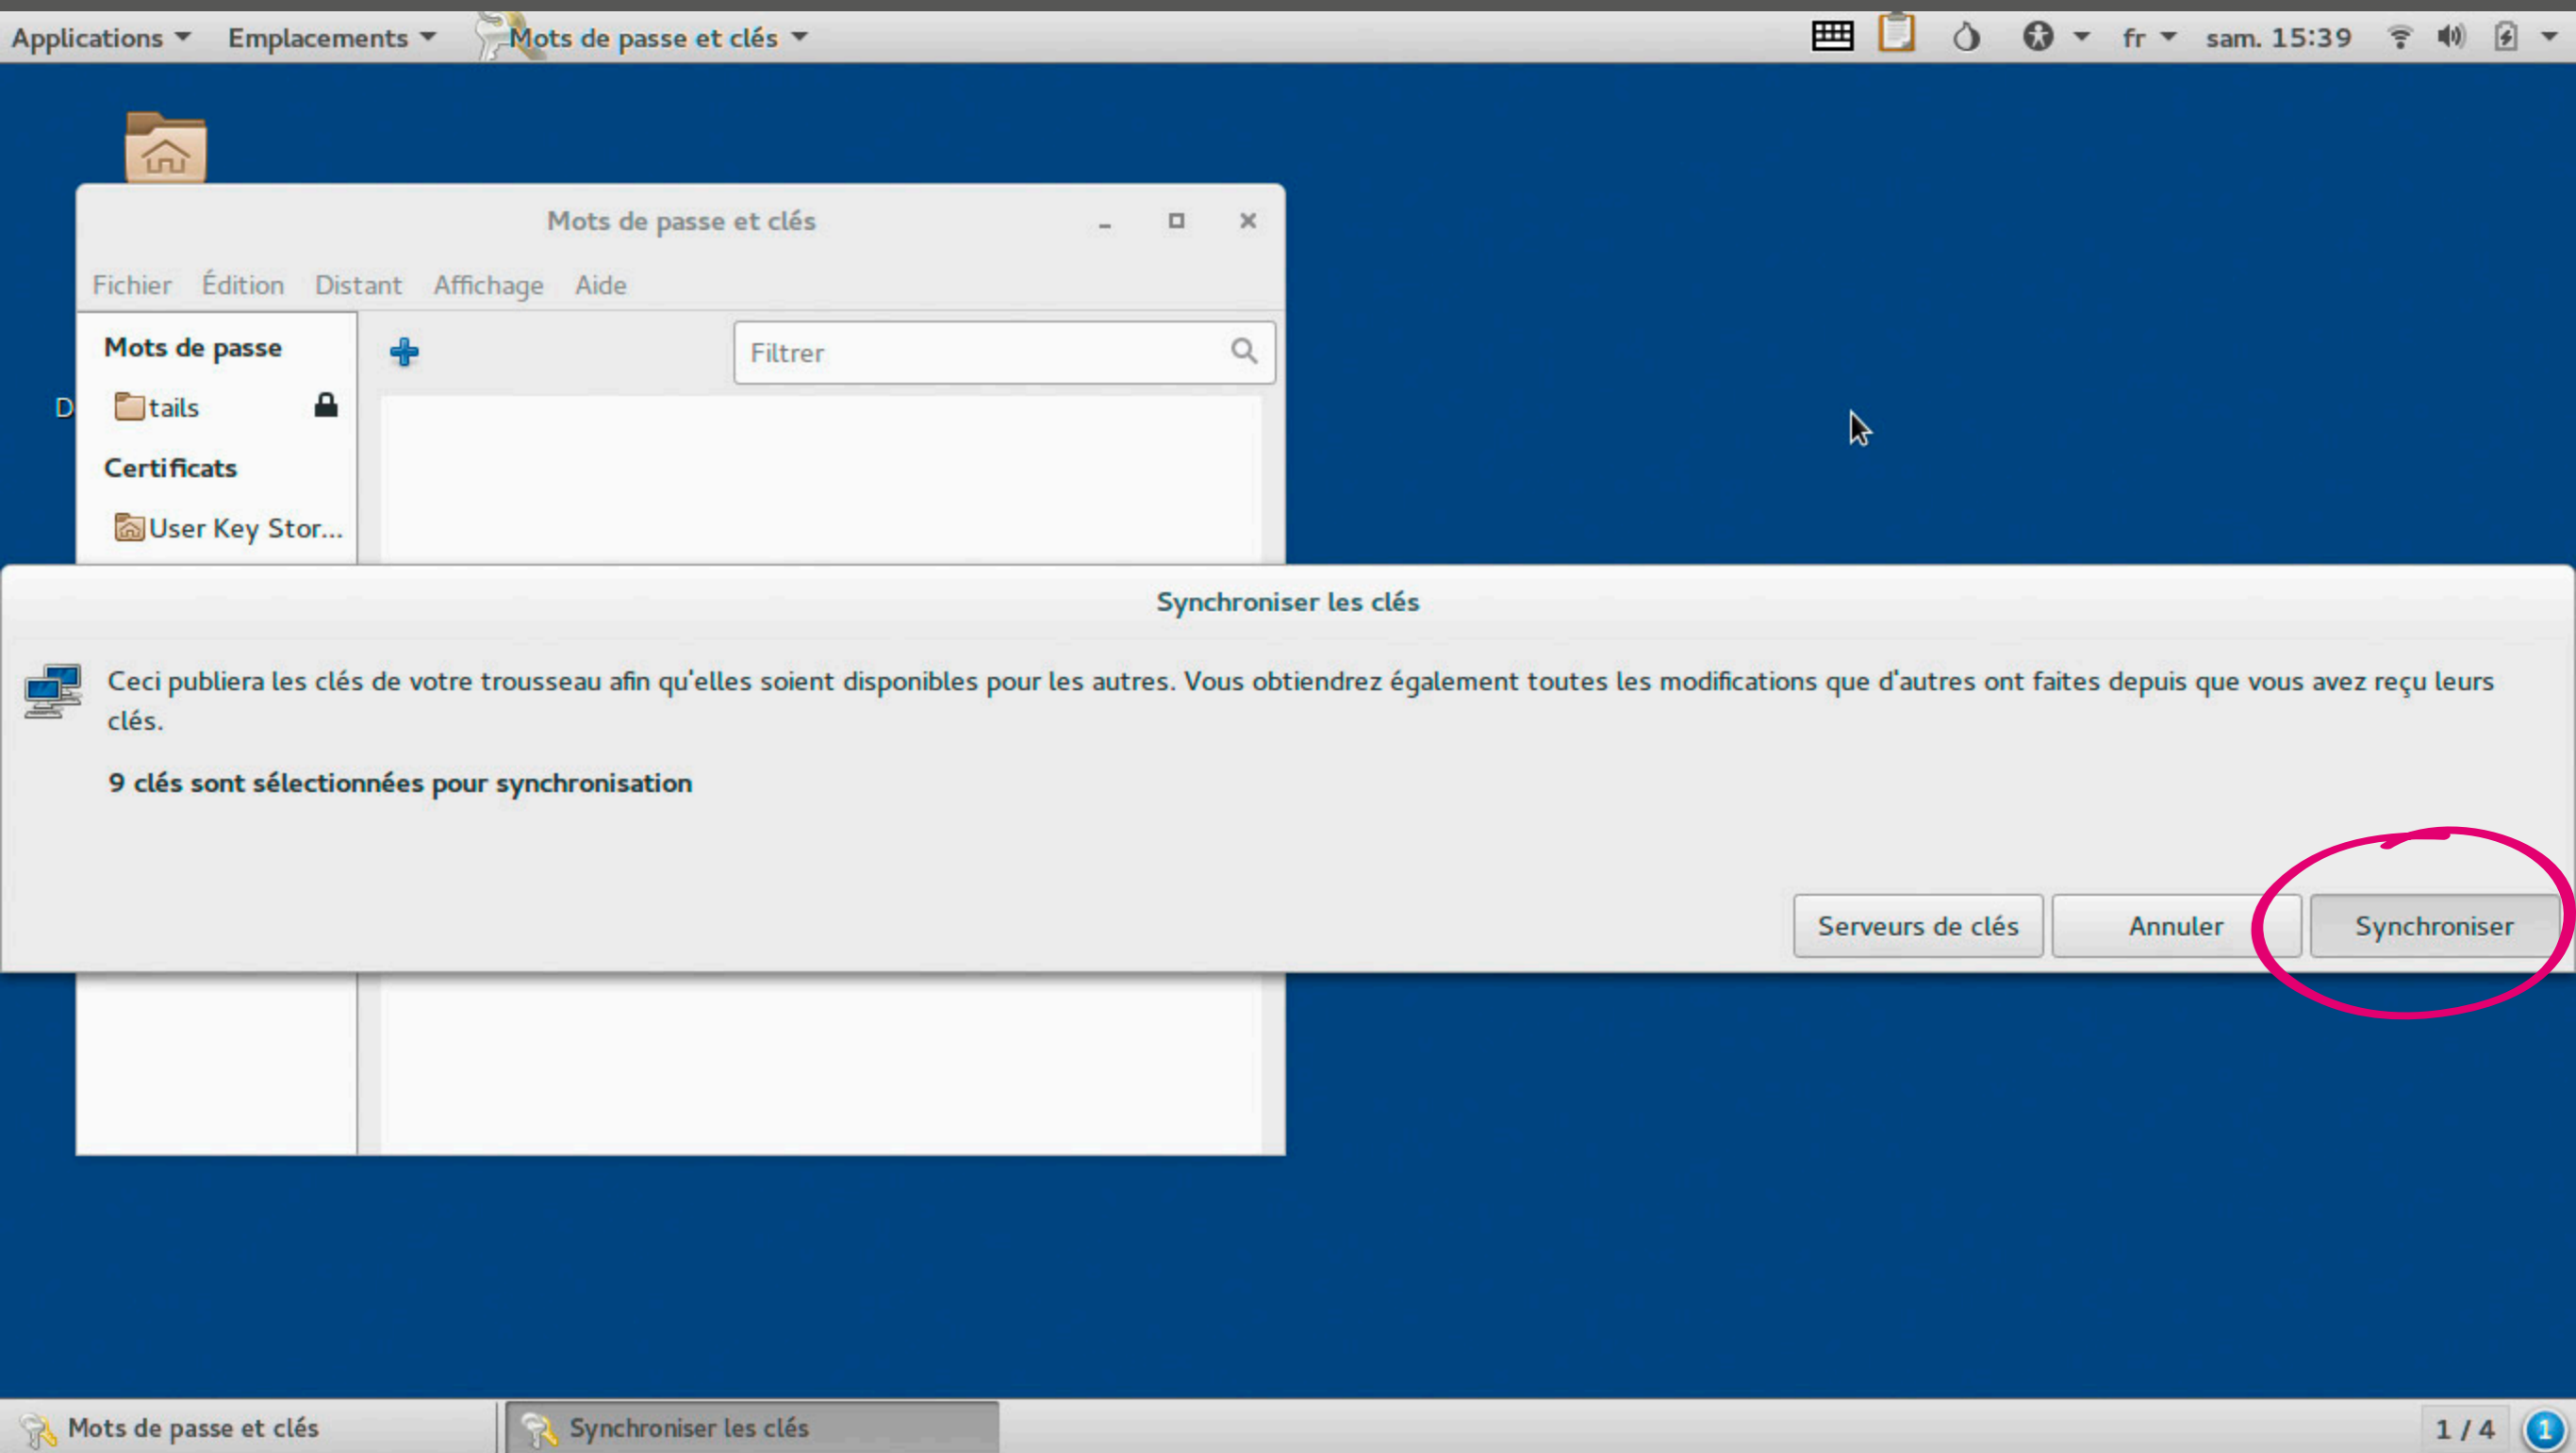 Applications Emplacements Mots de passe et clés fr sam. 15:39
Mots de passe et clés
Fichier Édition Distant Affichage Aide
Mots de passe
Filtrer
D
tails
Certificats
User Key Stor...
Synchroniser les clés
Ceci publiera les clés de votre trousseau afin qu'elles soient disponibles pour les autres. Vous obtiendrez également toutes les modifications que d'autres ont faites depuis que vous avez reçu leurs
clés.
9 clés sont sélectionnées pour synchronisation
Serveurs de clés Annuler Synchroniser
Mots de passe et clés Synchroniser les clés 1 / 4 1